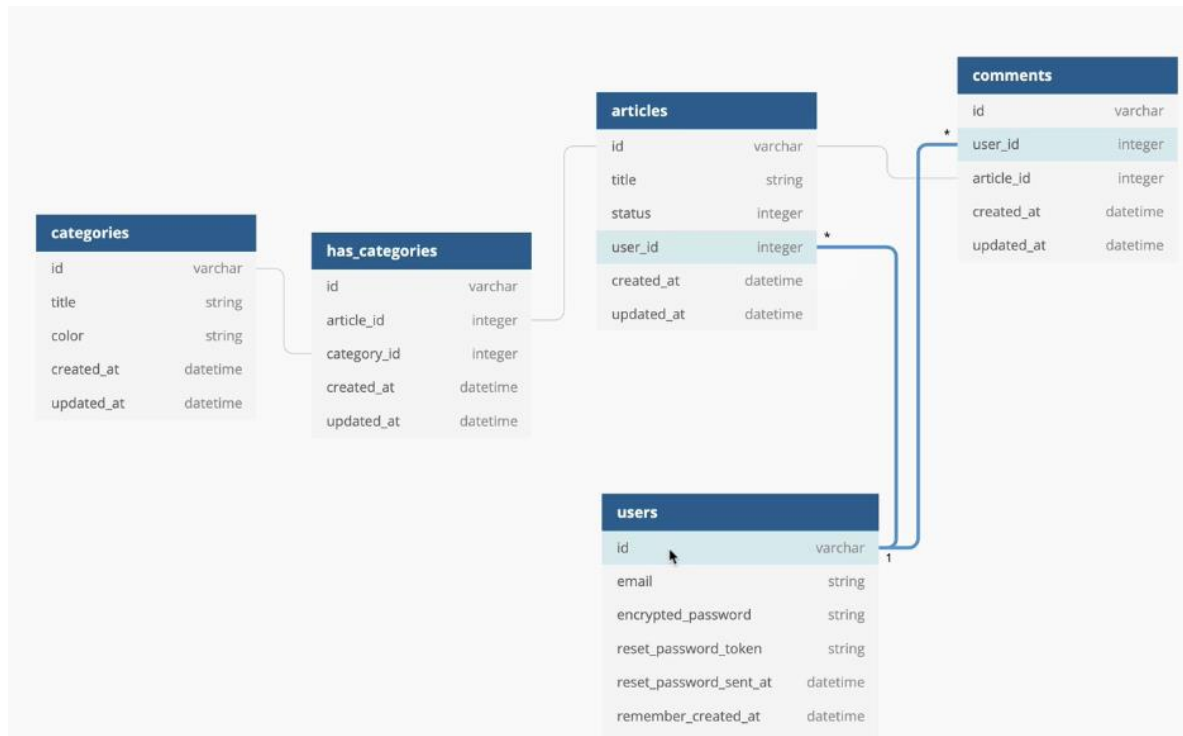 categories
id varchar
title string
color string
created_at datetime
updated_at datetime
has_categories
id varchar
article_id integer
category_id integer
created_at datetime
updated_at datetime
articles
id varchar
title string
status integer
user_id integer
created_at datetime
updated_at datetime
*
comments
id varchar
* user_id integer
article_id integer
created_at datetime
updated_at datetime
users
id varchar
1
email string
encrypted_password string
reset_password_token string
reset_password_sent_at datetime
remember_created_at datetime